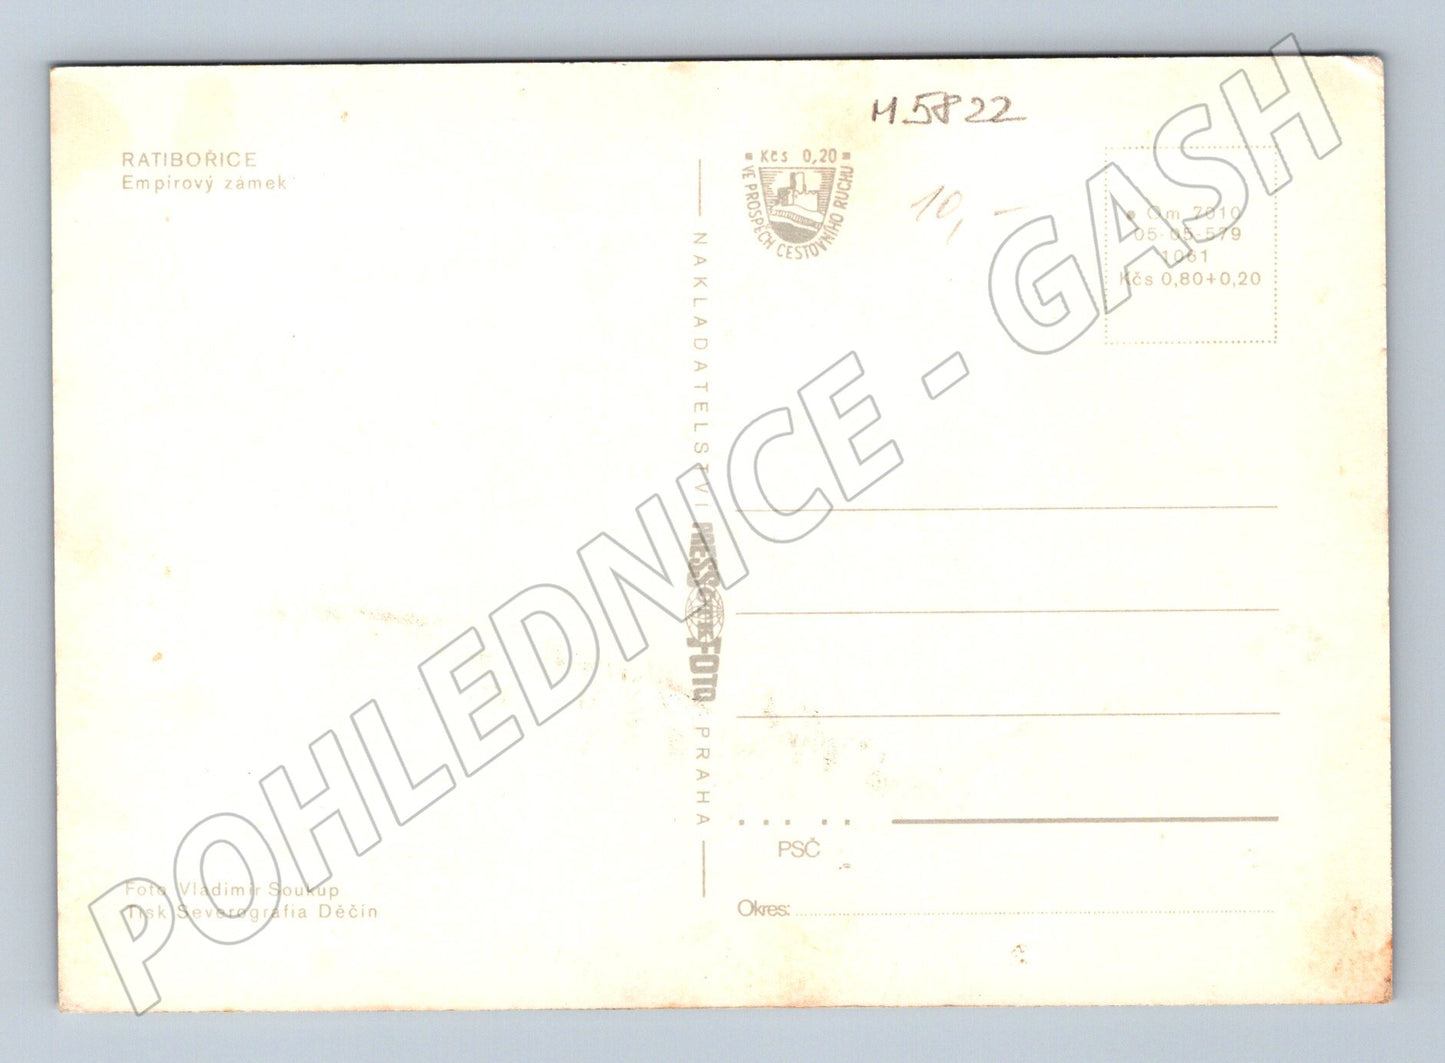 M 5822
RATIBOŘICE
Empírový zámek
Kčs 0,20
VE PROSPĚCH CESTOVNÍHO RUCHU
10,-
Om 7010
05-05-579
1061
Kčs 0,80+0,20
NAKLADATELSTVÍ PRESSFOTO PRAHA
POHLEDNICE - GASH
PSČ
Foto Vladimír Soukup
Tisk Severografia Děčín
Okres: